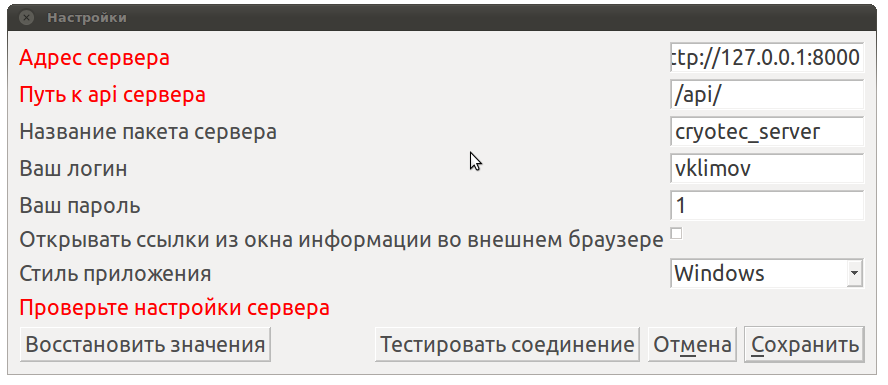 Настройки
Адрес сервера ttp://127.0.0.1:8000
Путь к api сервера /api/
Название пакета сервера cryotec_server
Ваш логин vklimov
Ваш пароль 1
Открывать ссылки из окна информации во внешнем браузере
Стиль приложения Windows
Проверьте настройки сервера
Восстановить значения Тестировать соединение Отмена Сохранить